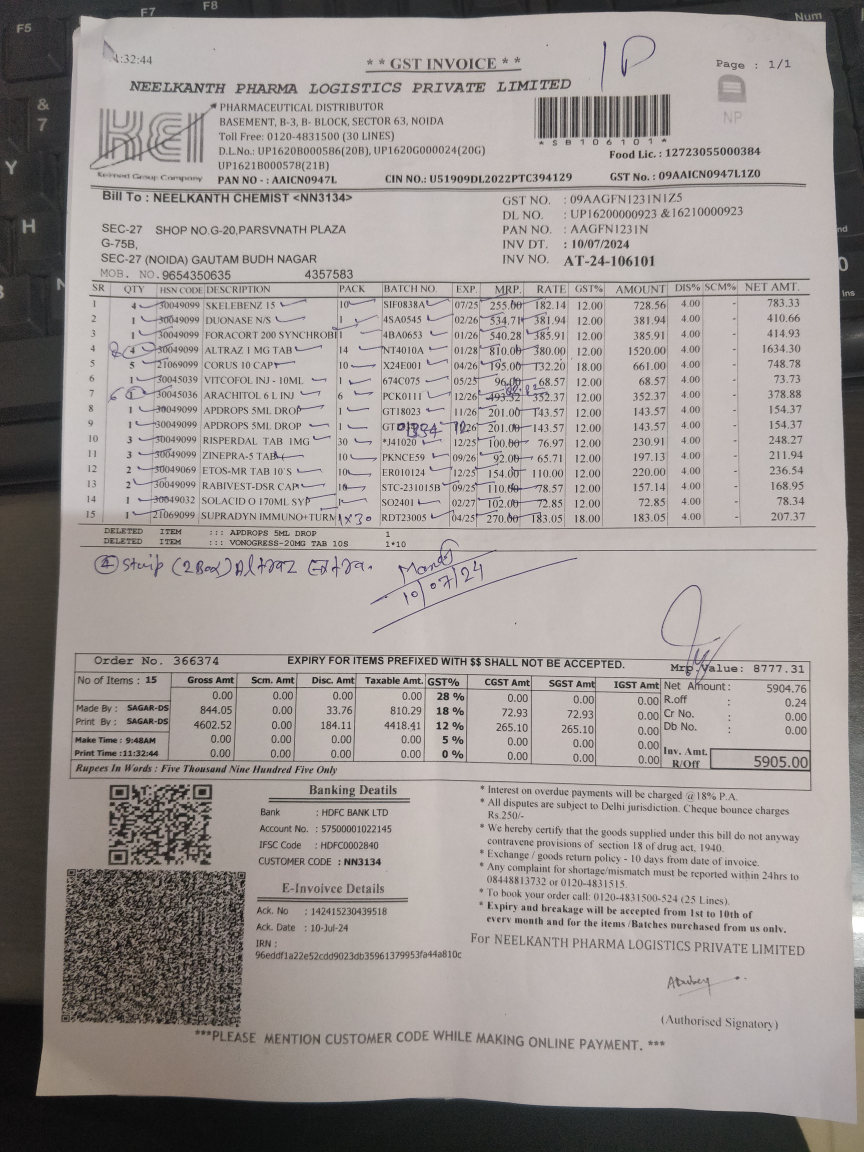 4:32:44
* * GST INVOICE * *
1P
Page : 1/1
NEELKANTH PHARMA LOGISTICS PRIVATE LIMITED
KEI
Keimed Group Company
NP
PHARMACEUTICAL DISTRIBUTOR
BASEMENT, B-3, B- BLOCK, SECTOR 63, NOIDA
Toll Free: 0120-4831500 (30 LINES)
*SB106101*
D.L.No.: UP1620B000586(20B), UP1620G000024(20G)
Food Lic. : 12723055000384
UP1621B000578(21B)
PAN NO - : AAICN0947L CIN NO.: U51909DL2022PTC394129 GST No. : 09AAICN0947L1Z0
Bill To : NEELKANTH CHEMIST <NN3134>
GST NO. : 09AAGFN1231N1Z5
DL NO. : UP16200000923 &16210000923
SEC-27 SHOP NO.G-20,PARSVNATH PLAZA
PAN NO. : AAGFN1231N
G-75B,
INV DT. : 10/07/2024
SEC-27 (NOIDA) GAUTAM BUDH NAGAR
INV NO. AT-24-106101
MOB. NO. 9654350635 4357583
SR QTY HSN CODE DESCRIPTION PACK BATCH NO. EXP. MRP. RATE GST% AMOUNT DIS% SCM% NET AMT.
1 4 30049099 SKELEBENZ 15 10 SIF0838A 07/25 255.00 182.14 12.00 728.56 4.00 - 783.33
2 1 30049099 DUONASE N/S 1 4SA0545 02/26 534.71 381.94 12.00 381.94 4.00 - 410.66
3 1 30049099 FORACORT 200 SYNCHROBI 1 4BA0653 01/26 540.28 385.91 12.00 385.91 4.00 - 414.93
4 8 4 30049099 ALTRAZ 1 MG TAB 14 NT4010A 01/28 810.00 380.00 12.00 1520.00 4.00 - 1634.30
5 5 21069099 CORUS 10 CAP 10 X24E001 04/26 195.00 132.20 18.00 661.00 4.00 - 748.78
6 1 30045039 VITCOFOL INJ - 10ML 1 674C075 05/25 96.00 68.57 12.00 68.57 4.00 - 73.73
7 6 1 30045036 ARACHITOL 6 L INJ 6 PCK0111 12/26 493.32 352.37 12.00 352.37 4.00 - 378.88
8 1 30049099 APDROPS 5ML DROP 1 GT18023 11/26 201.00 143.57 12.00 143.57 4.00 - 154.37
9 1 30049099 APDROPS 5ML DROP 1 201.00 143.57 12.00 143.57 4.00 - 154.37
10 3 30049099 RISPERDAL TAB 1MG 30 *J41020 12/25 100.00 76.97 12.00 230.91 4.00 - 248.27
11 3 30049099 ZINEPRA-5 TAB 10 PKNCE59 09/26 92.00 65.71 12.00 197.13 4.00 - 211.94
12 2 30049069 ETOS-MR TAB 10`S 10 ER010124 12/25 154.00 110.00 12.00 220.00 4.00 - 236.54
13 2 30049099 RABIVEST-DSR CAP 10 STC-231015B 09/25 110.00 78.57 12.00 157.14 4.00 - 168.95
14 1 30049032 SOLACID O 170ML SYP 1 SO2401 02/27 102.00 72.85 12.00 72.85 4.00 - 78.34
15 1 21069099 SUPRADYN IMMUNO+TURM 1x30 RDT23005 04/25 270.00 183.05 18.00 183.05 4.00 - 207.37
DELETED ITEM ::: APDROPS 5ML DROP 1
DELETED ITEM ::: VONOGRESS-20MG TAB 10S 1*10
4 Strip (2 Box) Altraz Extra.
10/07/24
Order No. 366374 EXPIRY FOR ITEMS PREFIXED WITH $$ SHALL NOT BE ACCEPTED. Mrp.Value: 8777.31
No of Items : 15 Gross Amt Scm. Amt Disc. Amt Taxable Amt. GST% CGST Amt SGST Amt IGST Amt Net Amount : 5904.76
0.00 0.00 0.00 0.00 28 % 0.00 0.00 0.00 R.off : 0.24
Made By : SAGAR-DS 844.05 0.00 33.76 810.29 18 % 72.93 72.93 0.00 Cr No. : 0.00
Print By : SAGAR-DS 4602.52 0.00 184.11 4418.41 12 % 265.10 265.10 0.00 Db No. : 0.00
Make Time : 9:48AM 0.00 0.00 0.00 0.00 5 % 0.00 0.00 0.00
Print Time :11:32:44 0.00 0.00 0.00 0.00 0 % 0.00 0.00 0.00 Inv. Amt. R/Off 5905.00
Rupees In Words : Five Thousand Nine Hundred Five Only
Banking Deatils
Bank : HDFC BANK LTD
Account No. : 57500001022145
IFSC Code : HDFC0002840
CUSTOMER CODE : NN3134
E-Invoivce Details
Ack. No : 142415230439518
Ack. Date : 10-Jul-24
IRN :
96eddf1a22e52cdd9023db35961379953fa44a810c
* Interest on overdue payments will be charged @18% P.A.
* All disputes are subject to Delhi jurisdiction. Cheque bounce charges
Rs.250/-
* We hereby certify that the goods supplied under this bill do not anyway
contravene provisions of section 18 of drug act, 1940.
* Exchange / goods return policy - 10 days from date of invoice.
* Any complaint for shortage/mismatch must be reported within 24hrs to
08448813732 or 0120-4831515.
* To book your order call: 0120-4831500-524 (25 Lines).
* Expiry and breakage will be accepted from 1st to 10th of
every month and for the items /Batches purchased from us only.
For NEELKANTH PHARMA LOGISTICS PRIVATE LIMITED
(Authorised Signatory)
***PLEASE MENTION CUSTOMER CODE WHILE MAKING ONLINE PAYMENT. ***
F5
F7
F8
Num
&
7
Y
H
Ins